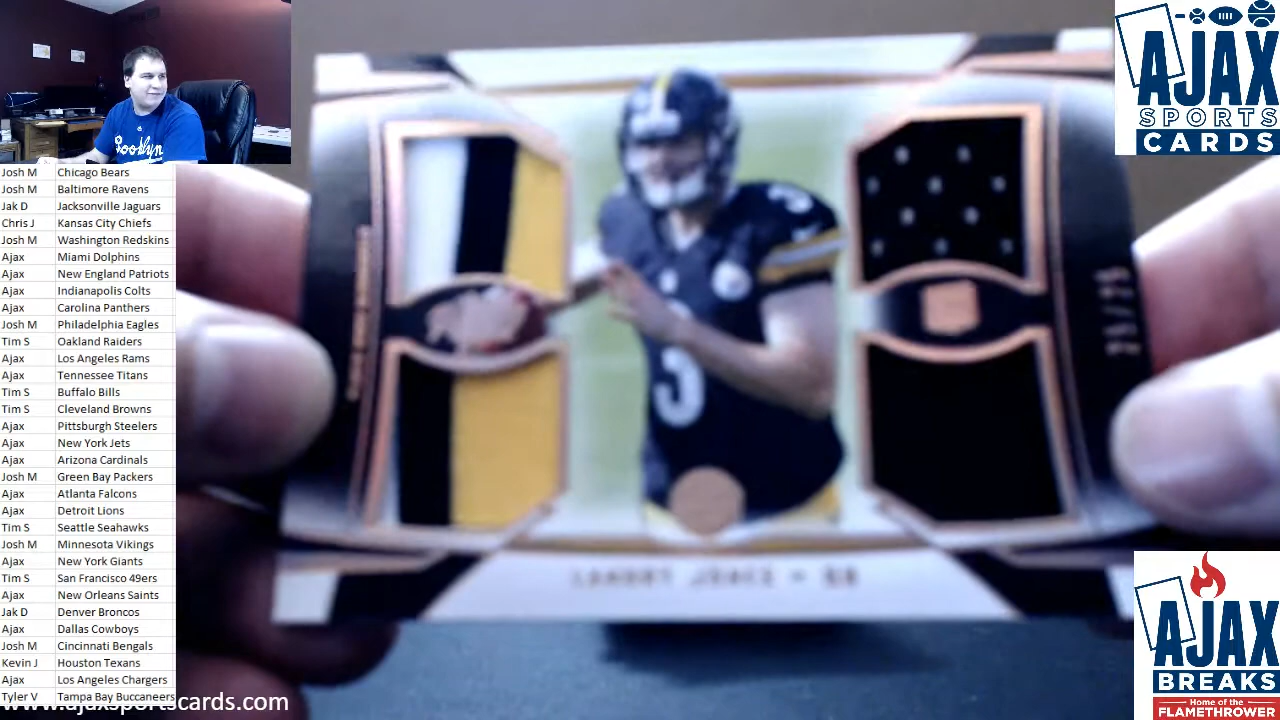 Brooklyn
Josh M Chicago Bears
Josh M Baltimore Ravens
Jak D Jacksonville Jaguars
Chris J Kansas City Chiefs
Josh M Washington Redskins
Ajax Miami Dolphins
Ajax New England Patriots
Ajax Indianapolis Colts
Ajax Carolina Panthers
Josh M Philadelphia Eagles
Tim S Oakland Raiders
Ajax Los Angeles Rams
Ajax Tennessee Titans
Tim S Buffalo Bills
Tim S Cleveland Browns
Ajax Pittsburgh Steelers
Ajax New York Jets
Ajax Arizona Cardinals
Josh M Green Bay Packers
Ajax Atlanta Falcons
Ajax Detroit Lions
Tim S Seattle Seahawks
Josh M Minnesota Vikings
Ajax New York Giants
Tim S San Francisco 49ers
Ajax New Orleans Saints
Jak D Denver Broncos
Ajax Dallas Cowboys
Josh M Cincinnati Bengals
Kevin J Houston Texans
Ajax Los Angeles Chargers
Tyler V Tampa Bay Buccaneers
www.ajaxsportscards.com
3
3
LANDRY JONES - QB
AJAX
SPORTS
CARDS
AJAX
BREAKS
Home of the
FLAMETHROWER